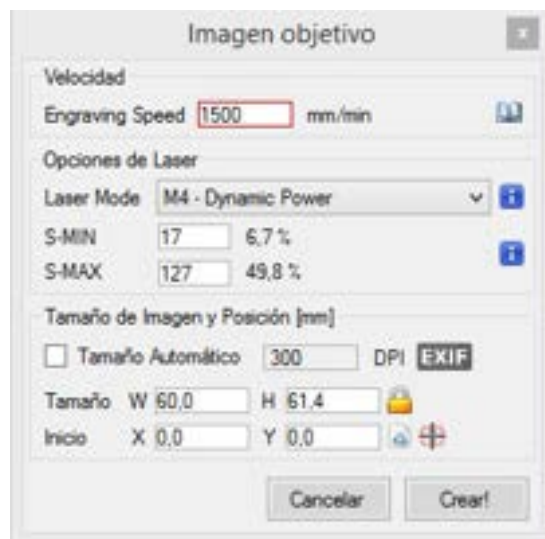 Imagen objetivo
x
Velocidad
Engraving Speed 1500 mm/min
Opciones de Laser
Laser Mode M4 - Dynamic Power
S-MIN 17 6,7 %
S-MAX 127 49,8 %
Tamaño de Imagen y Posición [mm]
Tamaño Automático 300 DPI EXIF
Tamaño W 60,0 H 61,4
Inicio X 0,0 Y 0,0
Cancelar Crear!